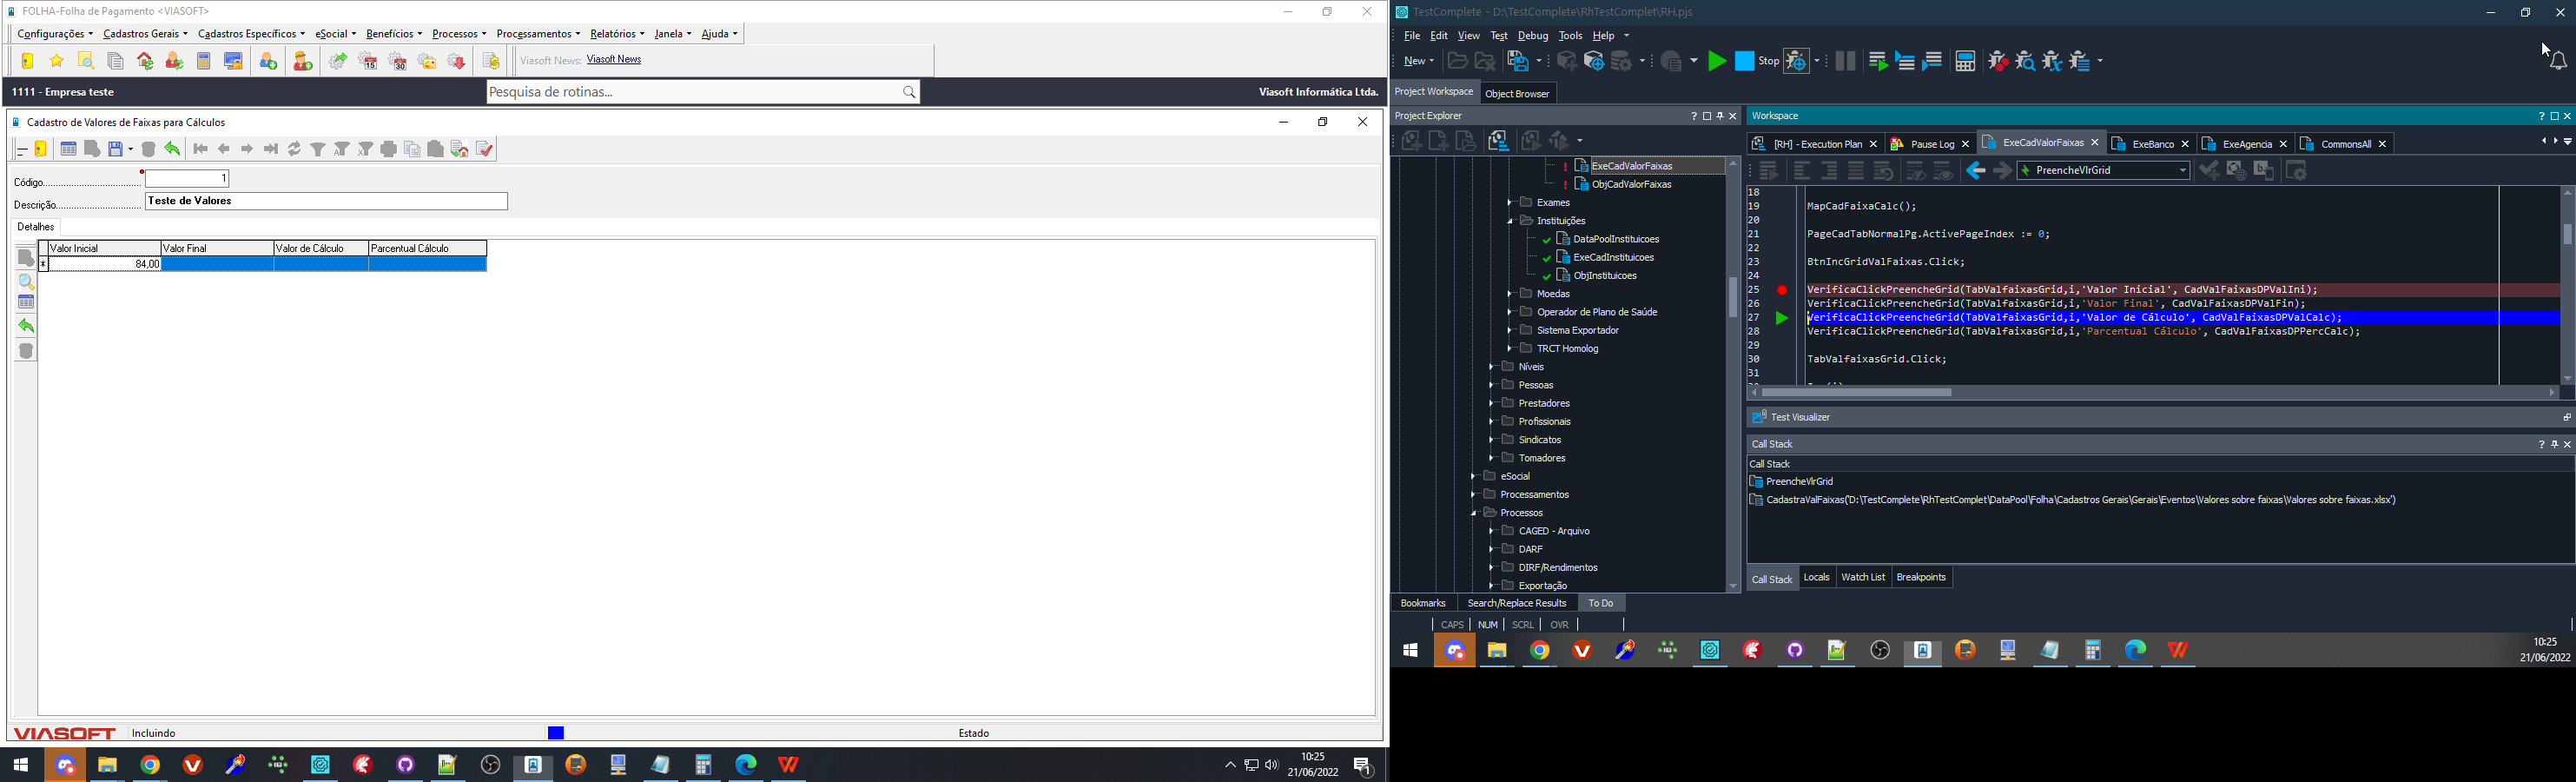 FOLHA-Folha de Pagamento <VIASOFT>
Configurações Cadastros Gerais Cadastros Específicos eSocial Benefícios Processos Processamentos Relatórios Janela Ajuda
15 30 Viasoft News: Viasoft News
1111 - Empresa teste Pesquisa de rotinas... Viasoft Informática Ltda.
Cadastro de Valores de Faixas para Cálculos
Código 1
Descrição Teste de Valores
Detalhes
Valor Inicial Valor Final Valor de Cálculo Parcentual Cálculo
* 84,00
VIASOFT Incluindo Estado
10:25
21/06/2022
1
TestComplete - D:\TestComplete\RhTestComplet\RH.pjs
File Edit View Test Debug Tools Help
New Stop
Project Workspace Object Browser
Project Explorer
ExeCadValorFaixas
ObjCadValorFaixas
Exames
Instituições
DataPoolInstituicoes
ExeCadInstituicoes
ObjInstituicoes
Moedas
Operador de Plano de Saúde
Sistema Exportador
TRCT Homolog
Níveis
Pessoas
Prestadores
Profissionais
Sindicatos
Tomadores
eSocial
Processamentos
Processos
CAGED - Arquivo
DARF
DIRF/Rendimentos
Exportação
Bookmarks Search/Replace Results To Do
CAPS NUM SCRL OVR
Workspace
[RH] - Execution Plan Pause Log ExeCadValorFaixas ExeBanco ExeAgencia CommonsAll
PreencheVlrGrid
18
19 MapCadFaixaCalc();
20
21 PageCadTabNormalPg.ActivePageIndex := 0;
22
23 BtnIncGridValFaixas.Click;
24
25 VerificaClickPreencheGrid(TabValfaixasGrid,i,'Valor Inicial', CadValFaixasDPValIni);
26 VerificaClickPreencheGrid(TabValfaixasGrid,i,'Valor Final', CadValFaixasDPValFin);
27 VerificaClickPreencheGrid(TabValfaixasGrid,i,'Valor de Cálculo', CadValFaixasDPValCalc);
28 VerificaClickPreencheGrid(TabValfaixasGrid,i,'Parcentual Cálculo', CadValFaixasDPPercCalc);
29
30 TabValfaixasGrid.Click;
31
Test Visualizer
Call Stack
Call Stack
PreencheVlrGrid
CadastraValFaixas('D:\TestComplete\RhTestComplet\DataPool\Folha\Cadastros Gerais\Gerais\Eventos\Valores sobre faixas\Valores sobre faixas.xlsx')
Call Stack Locals Watch List Breakpoints
10:25
21/06/2022